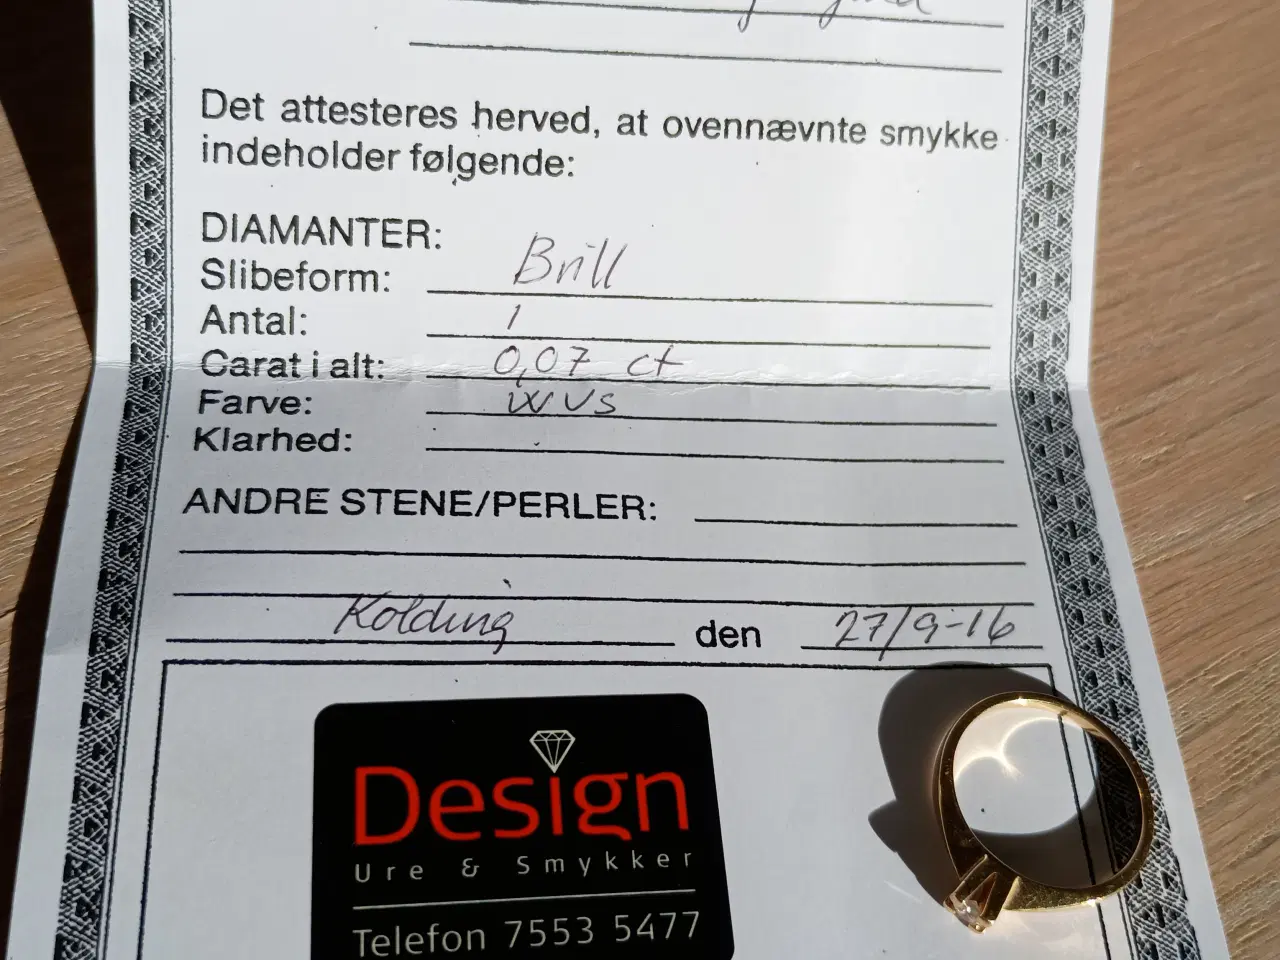 Det attesteres herved, at ovennævnte smykke
indeholder følgende:
DIAMANTER:
Slibeform: Brill
Antal: 1
Carat i alt: 0,07 ct
Farve: W VS
Klarhed:
ANDRE STENE/PERLER:
Kolding den 27/9-16
Design
Ure & Smykker
Telefon 7553 5477